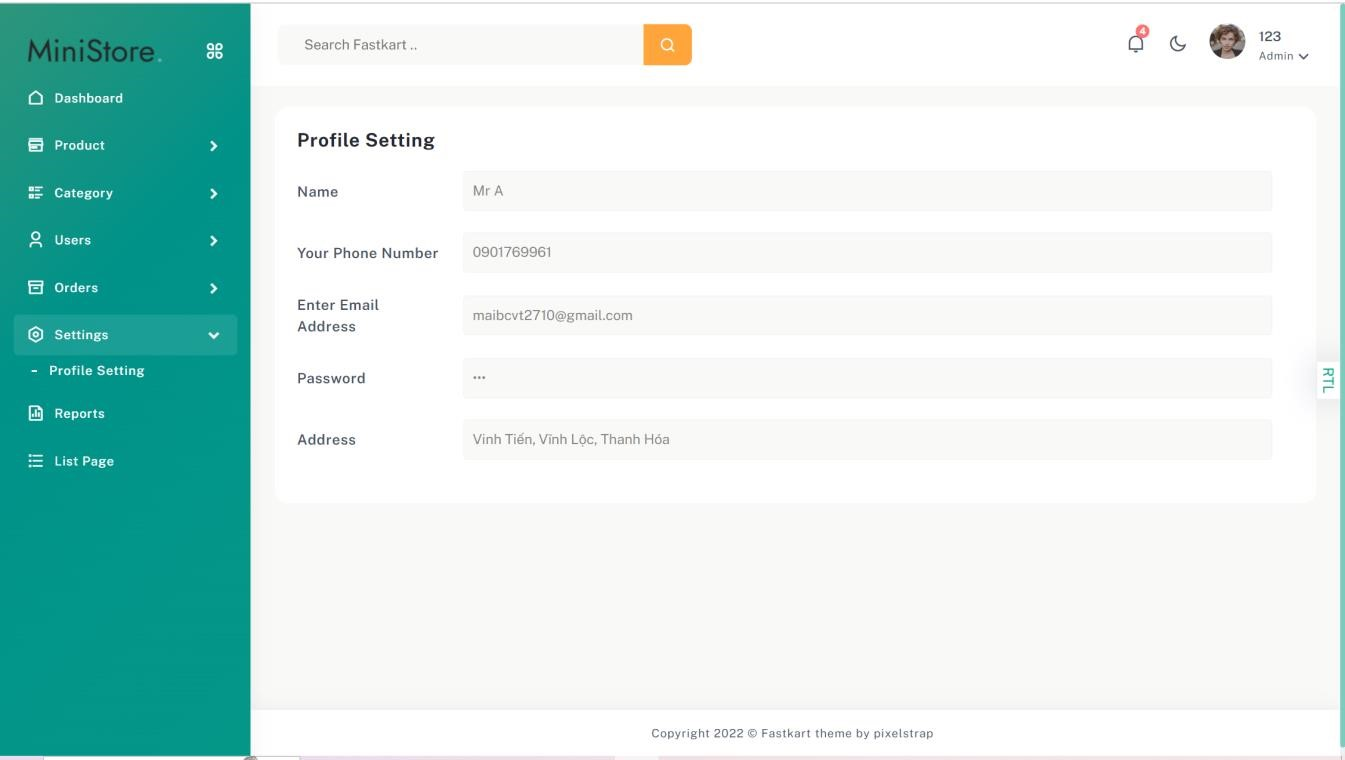 MiniStore.
Search Fastkart ..
4
123
Admin
Dashboard
Product
Category
Users
Orders
Settings
- Profile Setting
Reports
List Page
Profile Setting
Name
Mr A
Your Phone Number
0901769961
Enter Email
Address
maibcvt2710@gmail.com
Password
•••
Address
Vinh Tiến, Vĩnh Lộc, Thanh Hóa
RTL
Copyright 2022 © Fastkart theme by pixelstrap